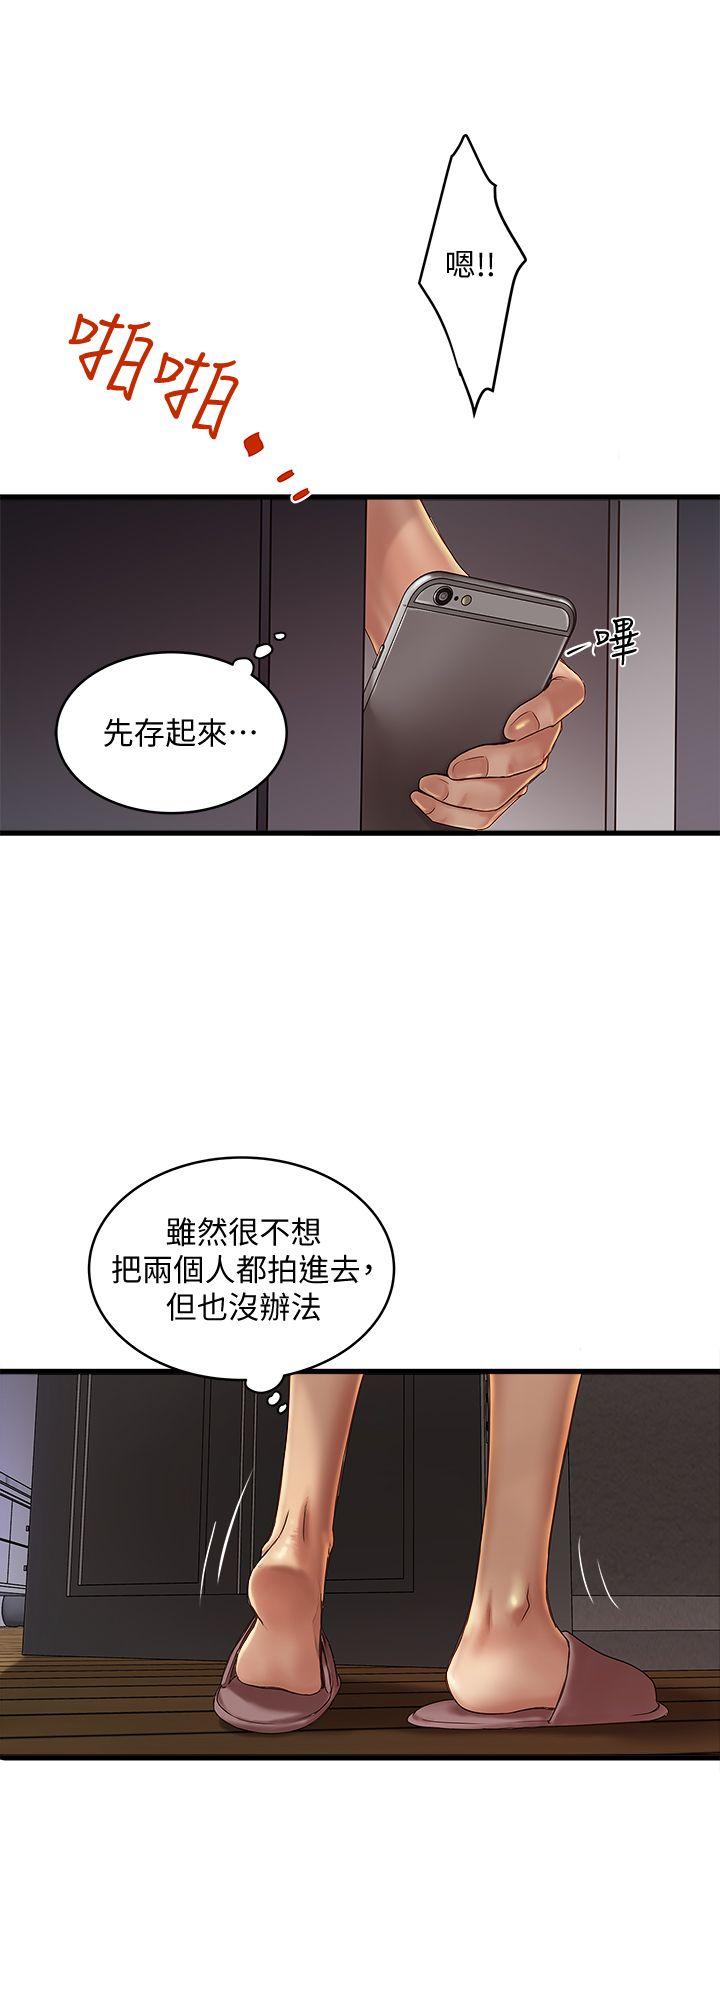 嗯!!
啪啪
嗶
先存起來⋯
雖然很不想
把兩個人都拍進去，
但也沒辦法